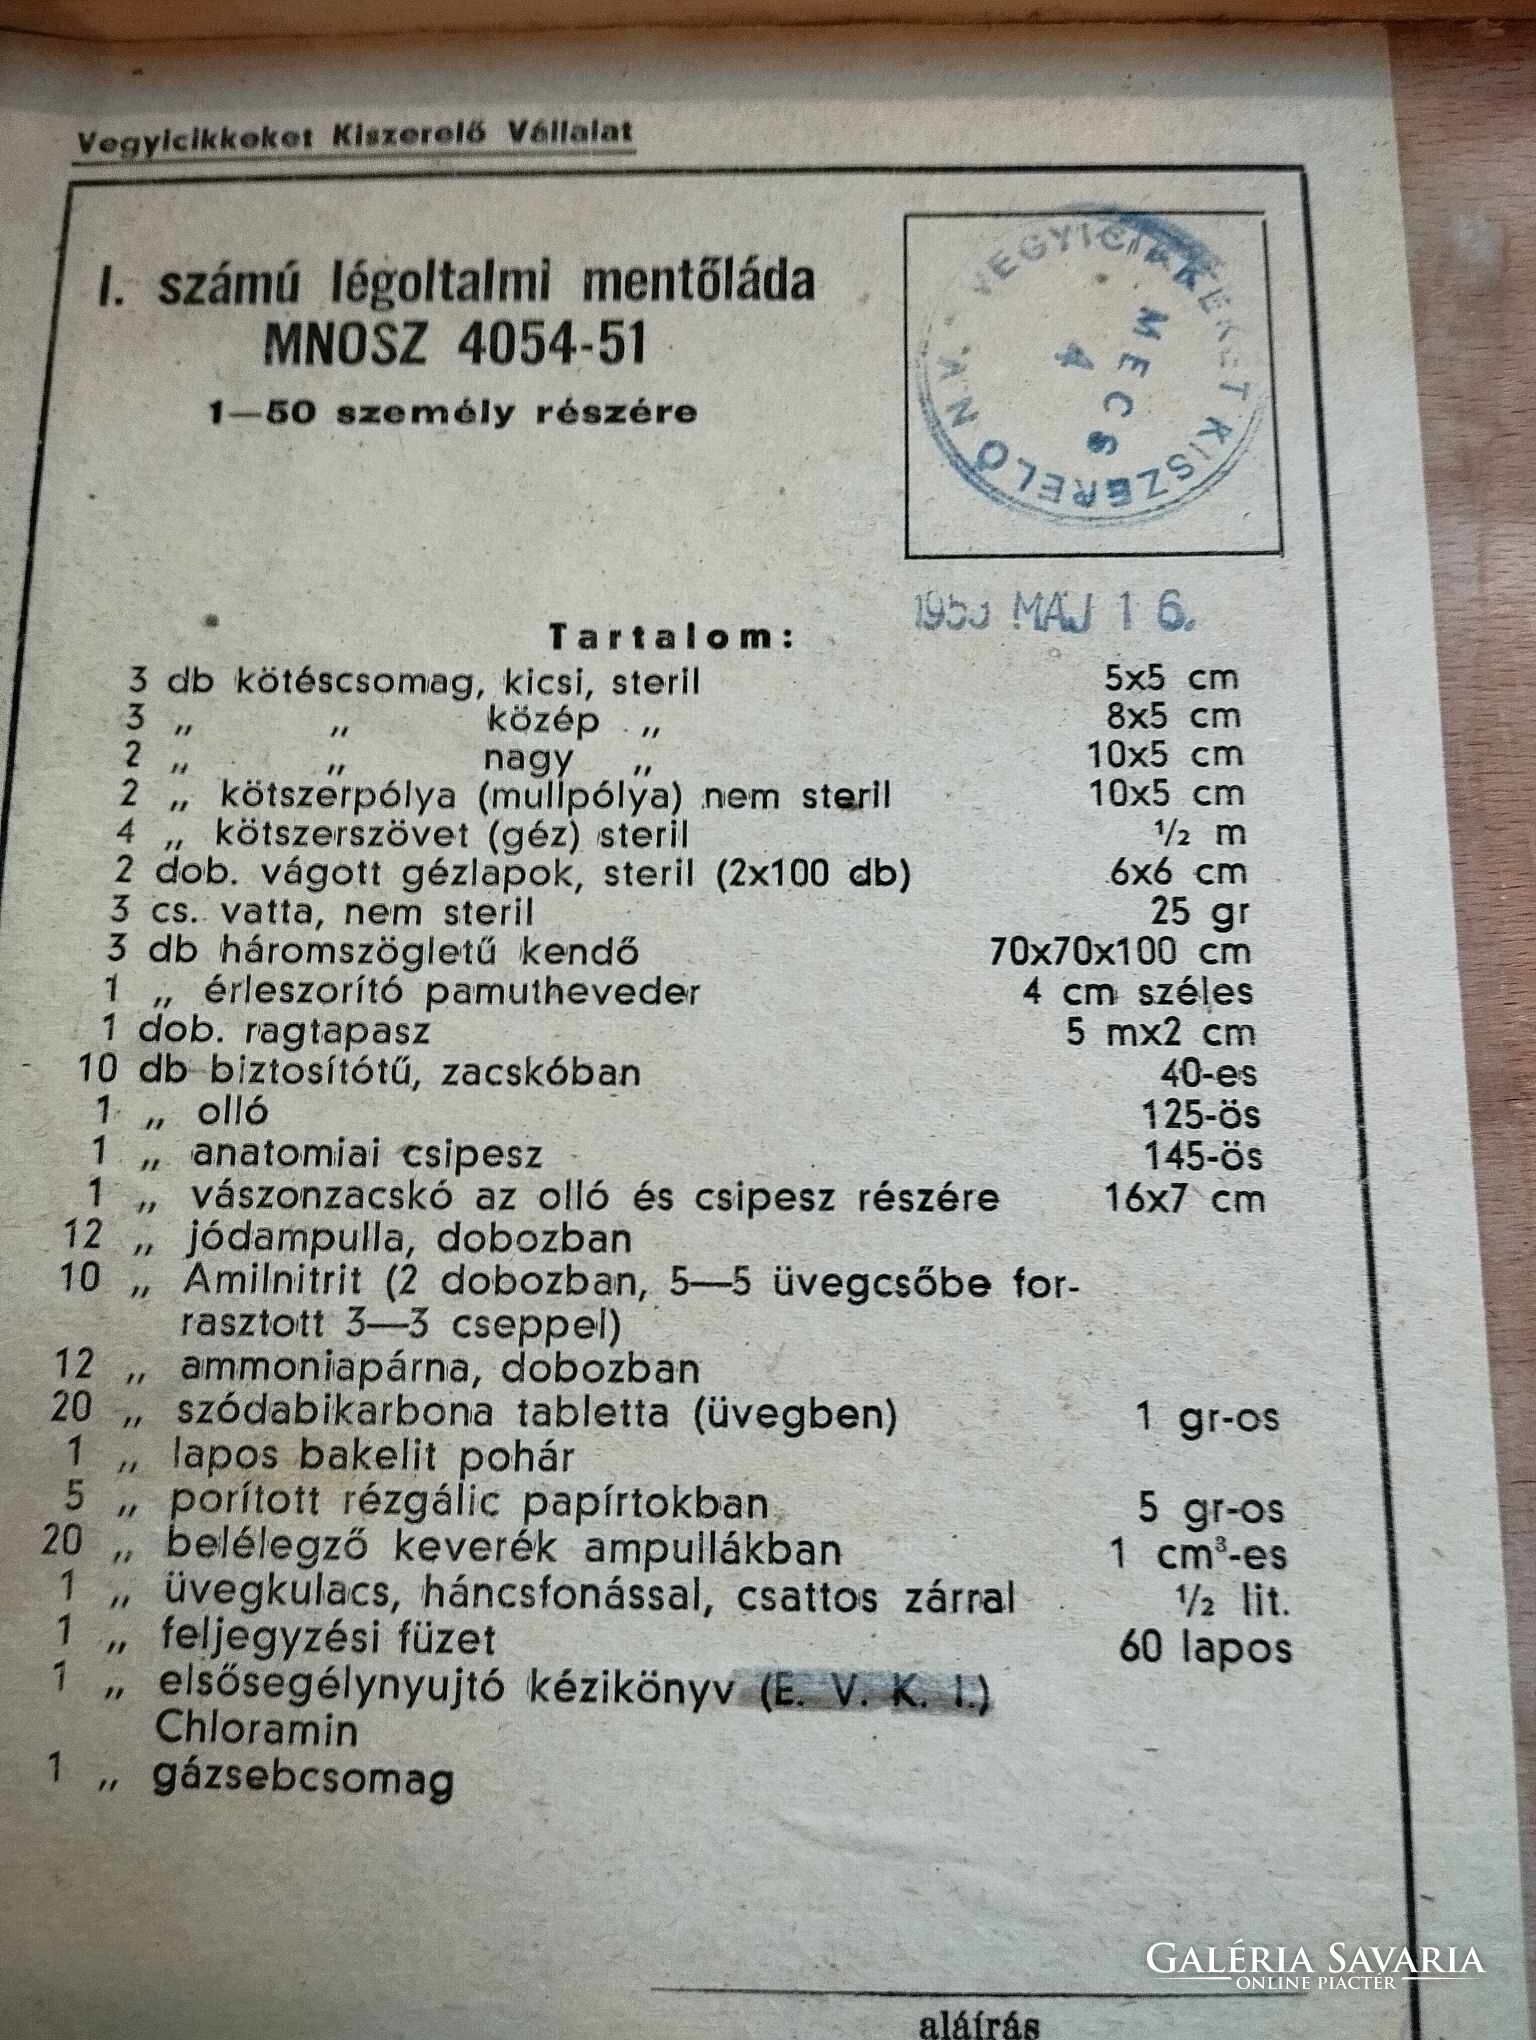 Vegyicikkeket Kiszerelő Vállalat
I. számú légoltalmi mentőláda
MNOSZ 4054-51
1—50 személy részére
VEGYICIKKEKET KISZERELŐ N.V.
MECS
4
MÁJ 16.
Tartalom:
3 db kötéscsomag, kicsi, steril 5x5 cm
3 „ „ közép „ 8x5 cm
2 „ „ nagy „ 10x5 cm
2 „ kötszerpólya (mullpólya) nem steril 10x5 cm
4 „ kötszerszövet (géz) steril ½ m
2 dob. vágott gézlapok, steril (2x100 db) 6x6 cm
3 cs. vatta, nem steril 25 gr
3 db háromszögletű kendő 70x70x100 cm
1 „ érleszorító pamutheveder 4 cm széles
1 dob. ragtapasz 5 mx2 cm
10 db biztosítótű, zacskóban 40-es
1 „ olló 125-ös
1 „ anatomiai csipesz 145-ös
1 „ vászonzacskó az olló és csipesz részére 16x7 cm
12 „ jódampulla, dobozban
10 „ Amilnitrit (2 dobozban, 5—5 üvegcsőbe for-
rasztott 3—3 cseppel)
12 „ ammoniapárna, dobozban
20 „ szódabikarbona tabletta (üvegben) 1 gr-os
1 „ lapos bakelit pohár
5 „ porított rézgálic papírtokban 5 gr-os
20 „ belélegző keverék ampullákban 1 cm³-es
1 „ üvegkulacs, háncsfonással, csattos zárral ½ lit.
1 „ feljegyzési füzet 60 lapos
1 „ elsősegélynyujtó kézikönyv (E. V. K. I.)
Chloramin
1 „ gázsebcsomag
aláírás
GALÉRIA SAVARIA
ONLINE PIACTÉR